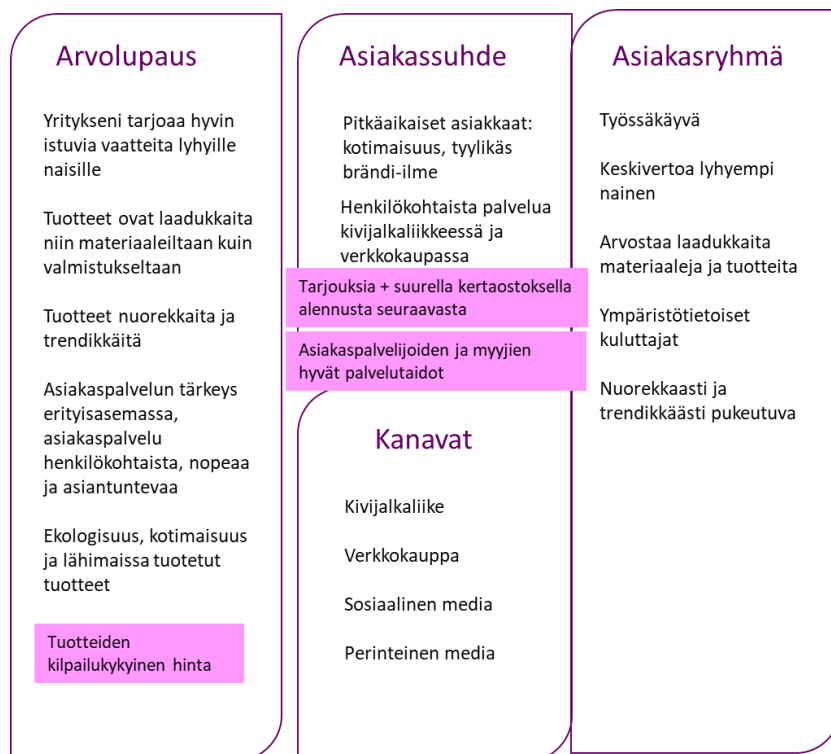 Arvolupaus
Yritykseni tarjoaa hyvin
istuvia vaatteita lyhyille
naisille
Tuotteet ovat laadukkaita
niin materiaaleiltaan kuin
valmistukseltaan
Tuotteet nuorekkaita ja
trendikkäitä
Asiakaspalvelun tärkeys
erityisasemassa,
asiakaspalvelu
henkilökohtaista, nopeaa
ja asiantuntevaa
Ekologisuus, kotimaisuus
ja lähimaissa tuotetut
tuotteet
Tuotteiden
kilpailukykyinen hinta
Asiakassuhde
Pitkäaikaiset asiakkaat:
kotimaisuus, tyylikäs
brändi-ilme
Henkilökohtaista palvelua
kivijalkaliikkeessä ja
verkkokaupassa
Tarjouksia + suurella kertaostoksella
alennusta seuraavasta
Asiakaspalvelijoiden ja myyjien
hyvät palvelutaidot
Kanavat
Kivijalkaliike
Verkkokauppa
Sosiaalinen media
Perinteinen media
Asiakasryhmä
Työssäkäyvä
Keskivertoa lyhyempi
nainen
Arvostaa laadukkaita
materiaaleja ja tuotteita
Ympäristötietoiset
kuluttajat
Nuorekkaasti ja
trendikkäästi pukeutuva